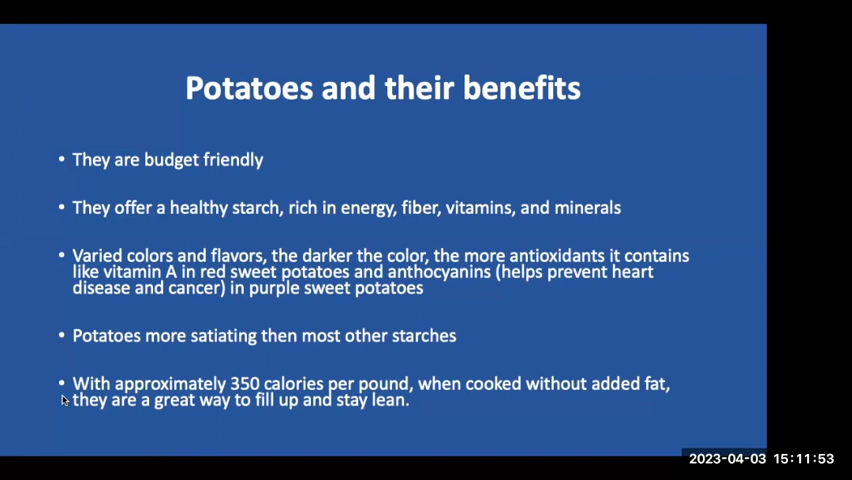 Potatoes and their benefits
• They are budget friendly
• They offer a healthy starch, rich in energy, fiber, vitamins, and minerals
• Varied colors and flavors, the darker the color, the more antioxidants it contains
like vitamin A in red sweet potatoes and anthocyanins (helps prevent heart
disease and cancer) in purple sweet potatoes
• Potatoes more satiating then most other starches
• With approximately 350 calories per pound, when cooked without added fat,
they are a great way to fill up and stay lean.
2023-04-03 15:11:53